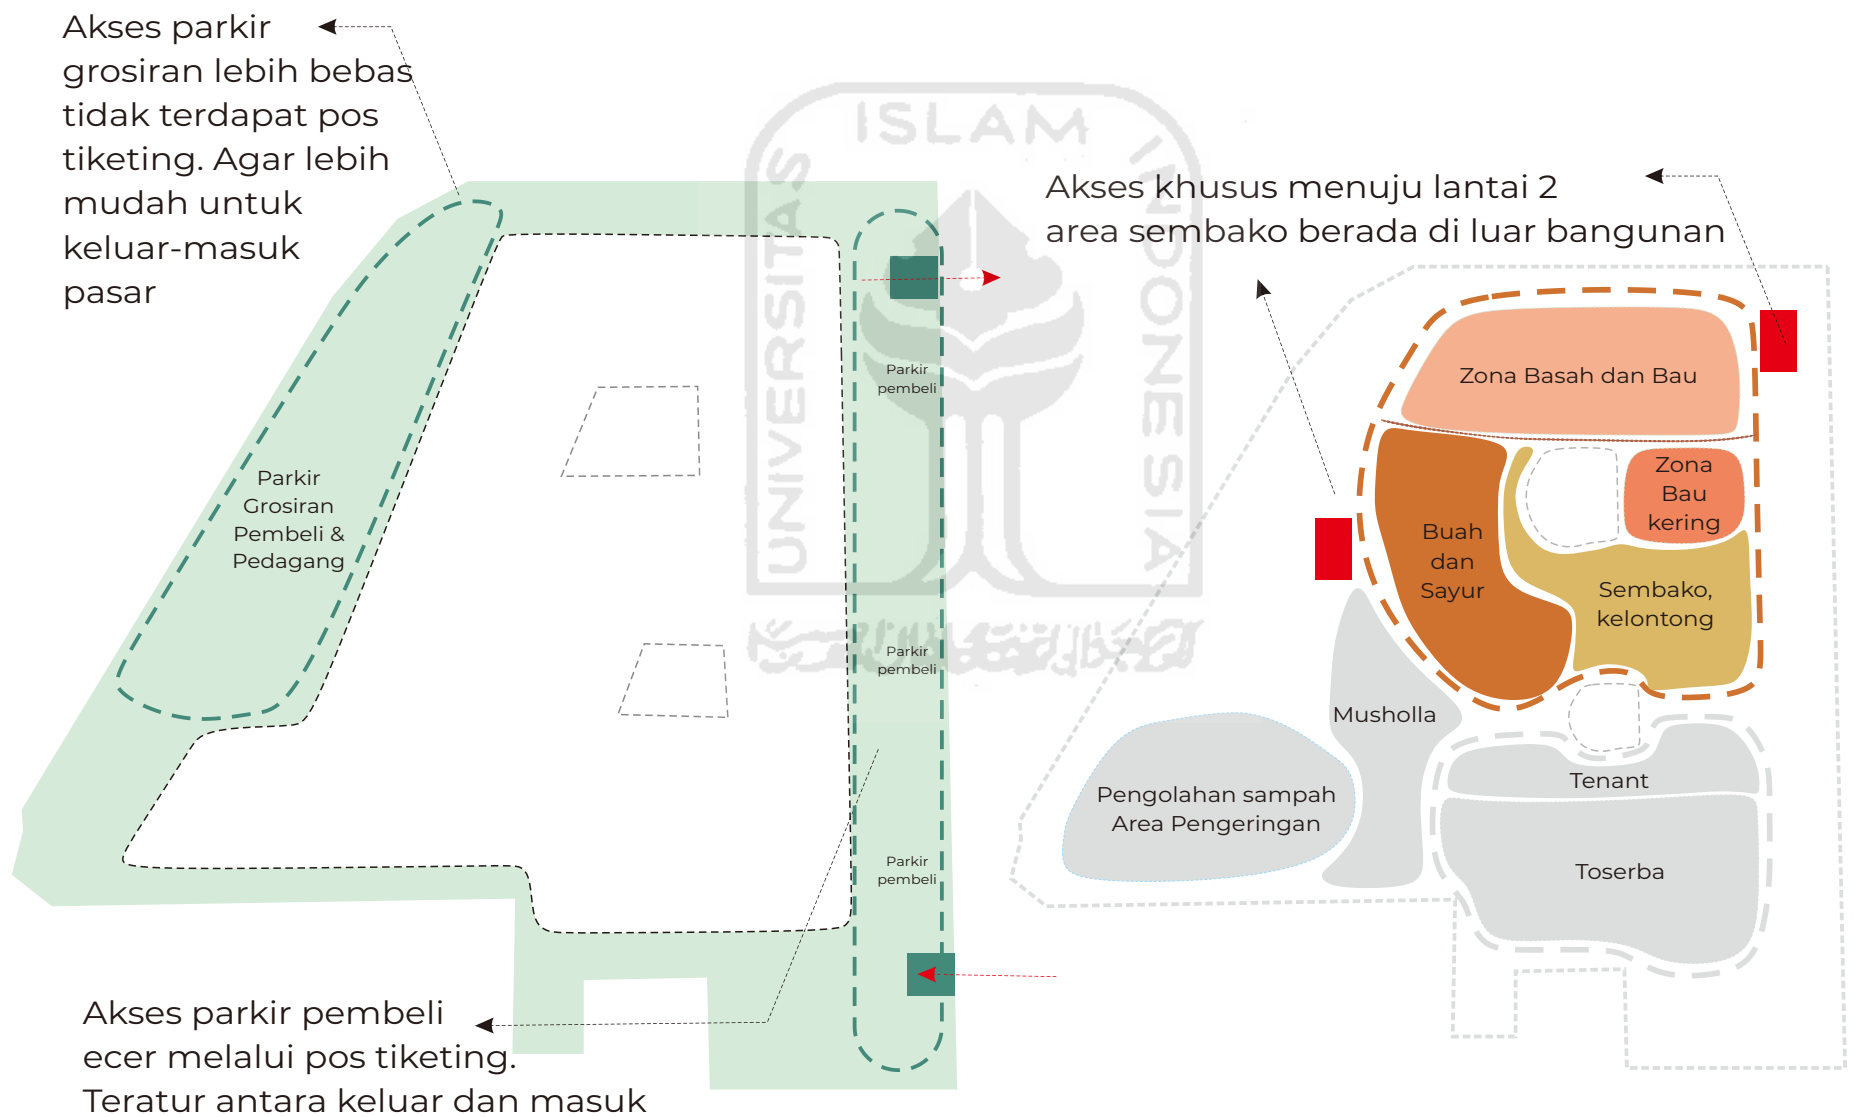 Akses parkir
grosiran lebih bebas
tidak terdapat pos
tiketing. Agar lebih
mudah untuk
keluar-masuk
pasar
Parkir
Grosiran
Pembeli &
Pedagang
Parkir
pembeli
Parkir
pembeli
Parkir
pembeli
Akses parkir pembeli
ecer melalui pos tiketing.
Teratur antara keluar dan masuk
UNIVERSITAS
ISLAM
INDONESIA
Akses khusus menuju lantai 2
area sembako berada di luar bangunan
Zona Basah dan Bau
Zona
Bau
kering
Buah
dan
Sayur
Sembako,
kelontong
Musholla
Pengolahan sampah
Area Pengeringan
Tenant
Toserba